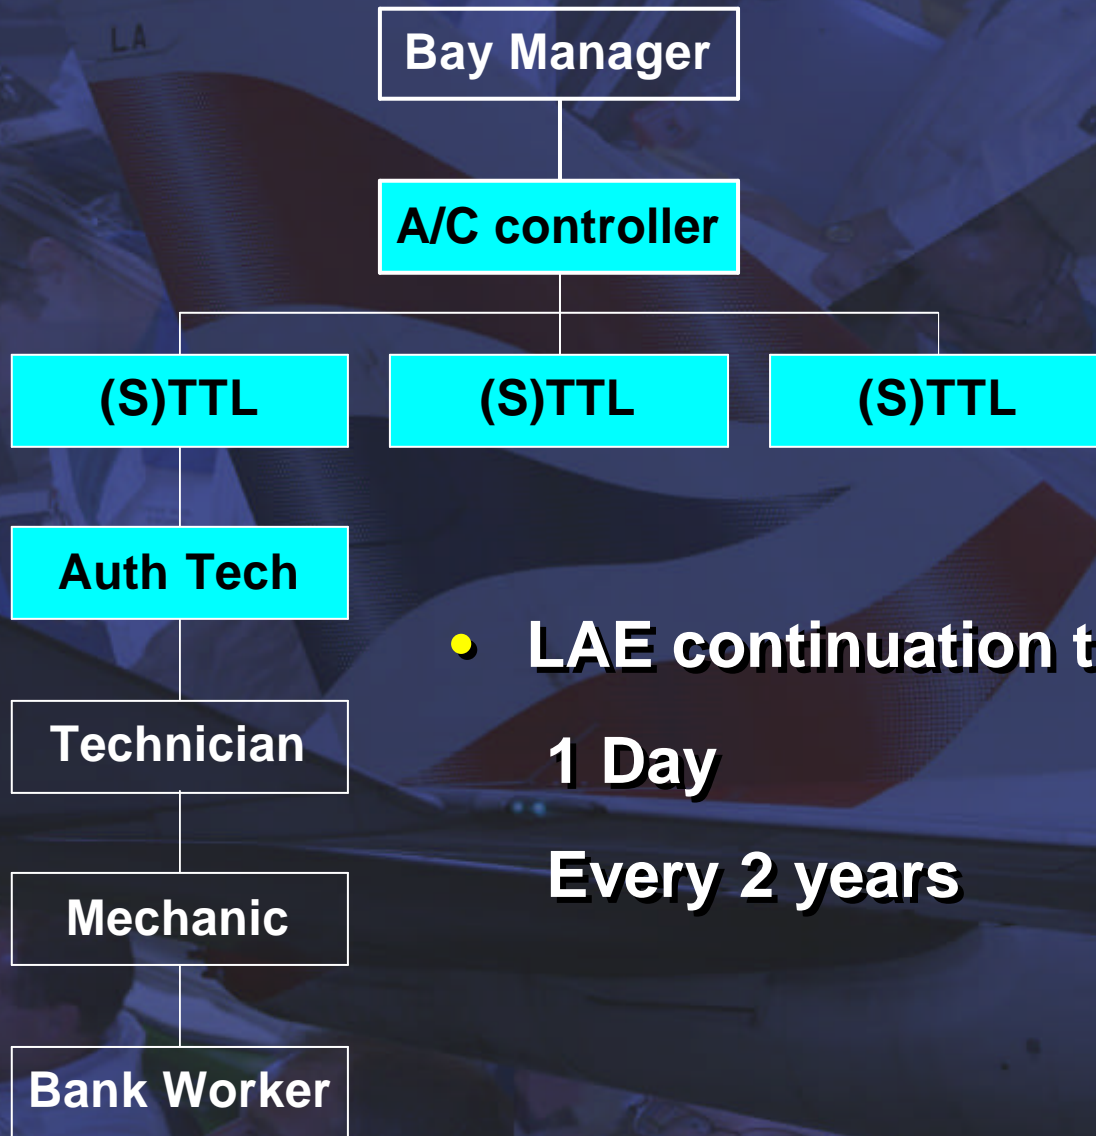 LA
Bay Manager
A/C controller
(S)TTL (S)TTL (S)TTL
Auth Tech
• LAE continuation t
Technician
1 Day
Every 2 years
Mechanic
Bank Worker